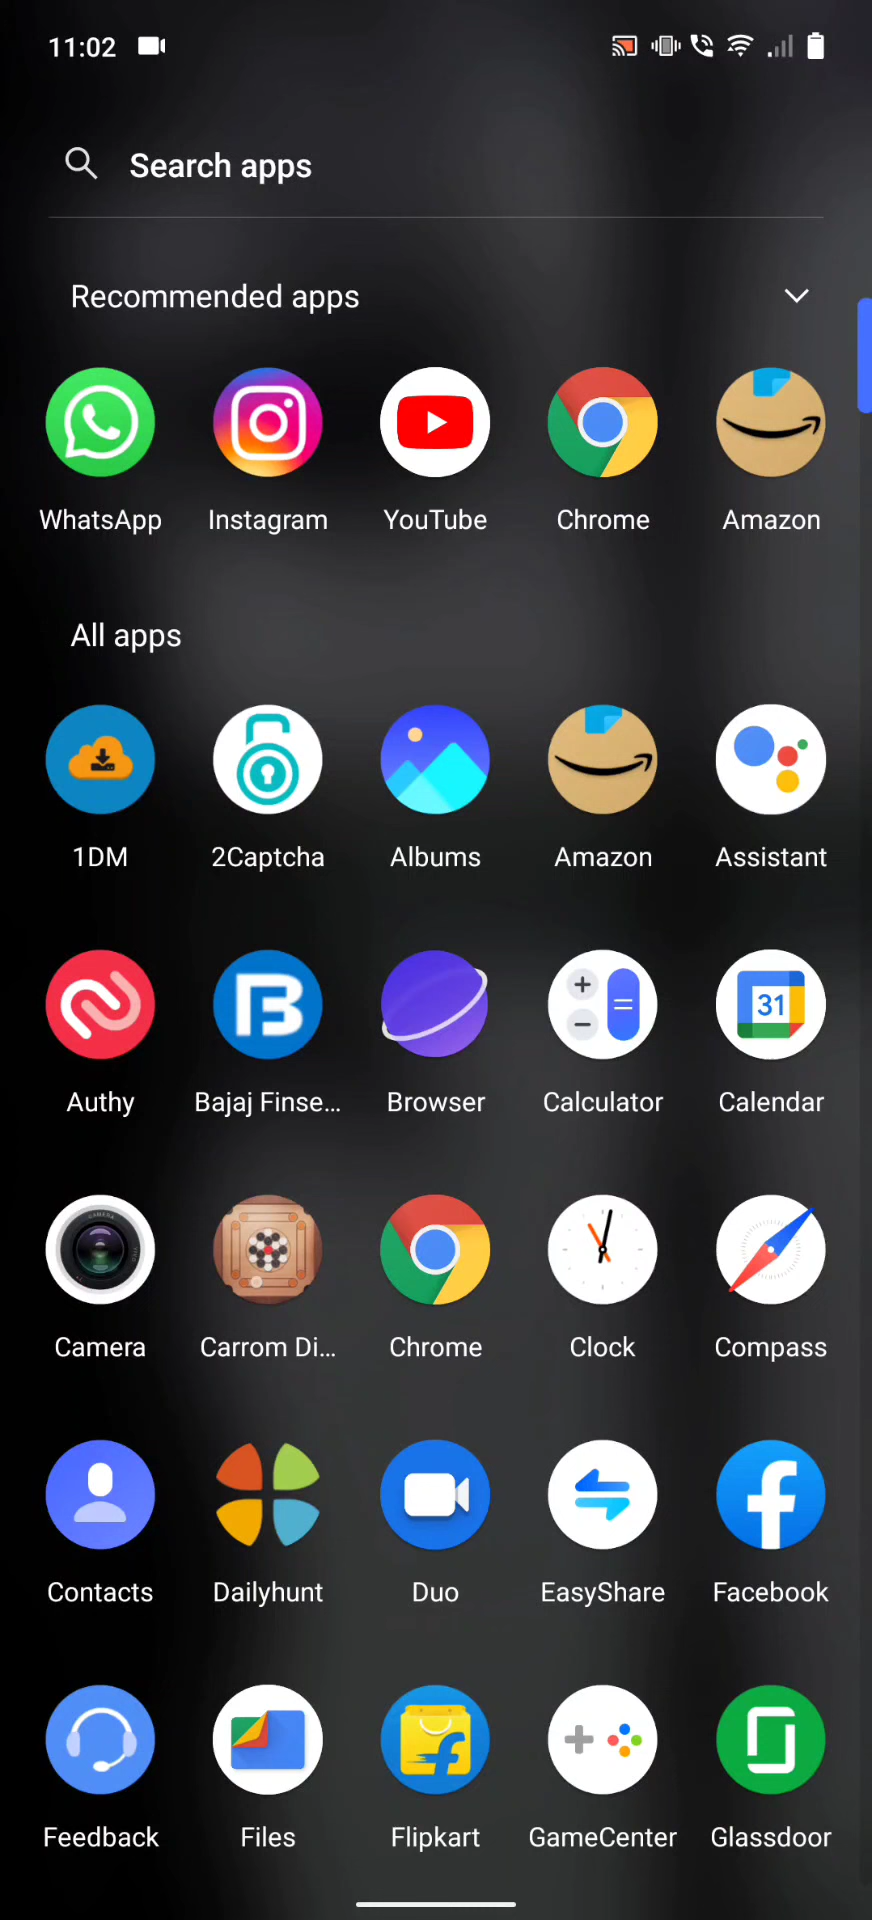 11:02
Search apps
Recommended apps
WhatsApp Instagram YouTube Chrome Amazon
All apps
1DM 2Captcha Albums Amazon Assistant
31
Authy Bajaj Finse... Browser Calculator Calendar
Camera Carrom Di... Chrome Clock Compass
Contacts Dailyhunt Duo EasyShare Facebook
Feedback Files Flipkart GameCenter Glassdoor